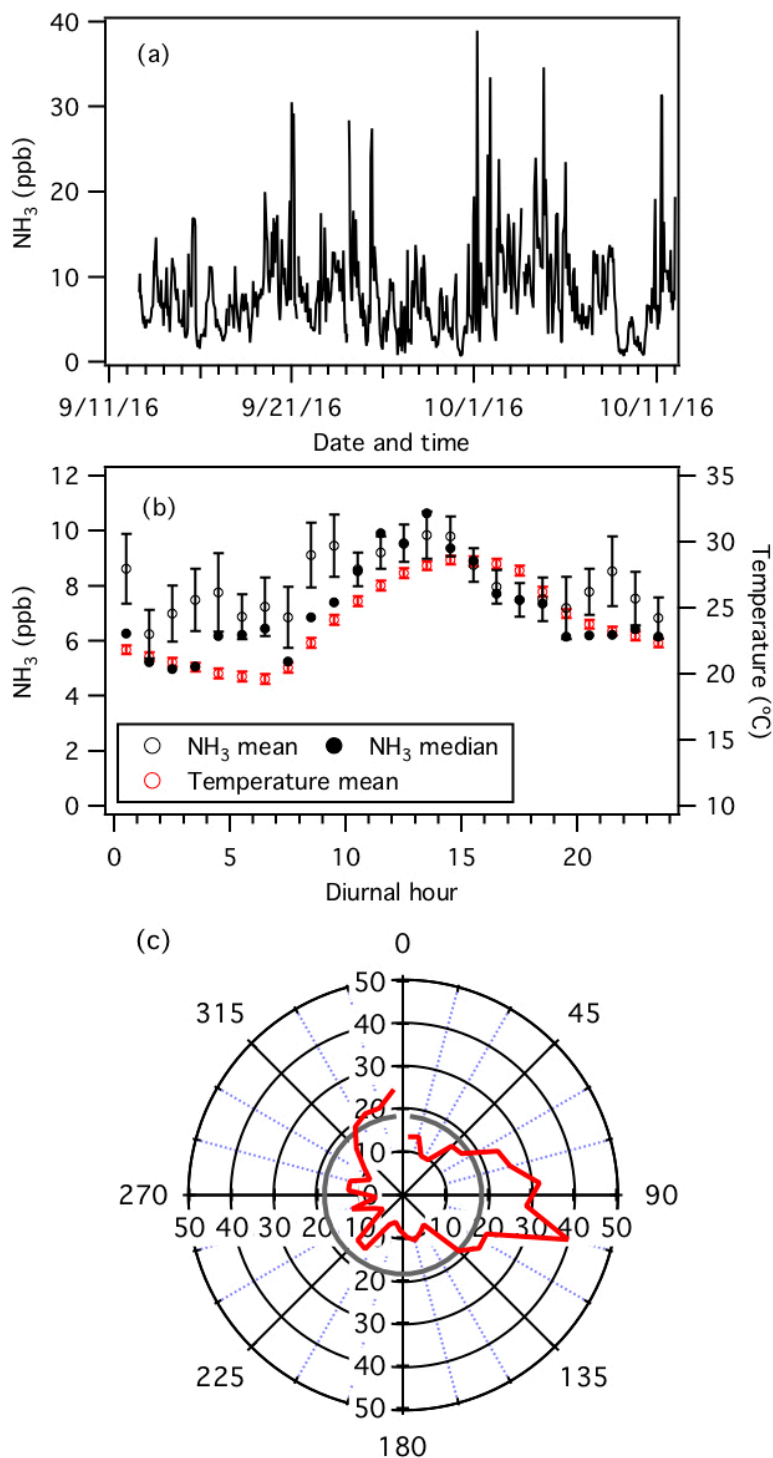 (a)
40
30
20
10
0
NH3 (ppb)
9/11/16 9/21/16 10/1/16 10/11/16
Date and time
(b)
12
10
8
6
4
2
0
NH3 (ppb)
35
30
25
20
15
10
Temperature (°C)
NH3 mean NH3 median
Temperature mean
0 5 10 15 20
Diurnal hour
(c)
0
50
315 45
40
30
20
10
270 0 90
50 40 30 20 10 10 20 30 40 50
10
20
30
225 135
40
50
180